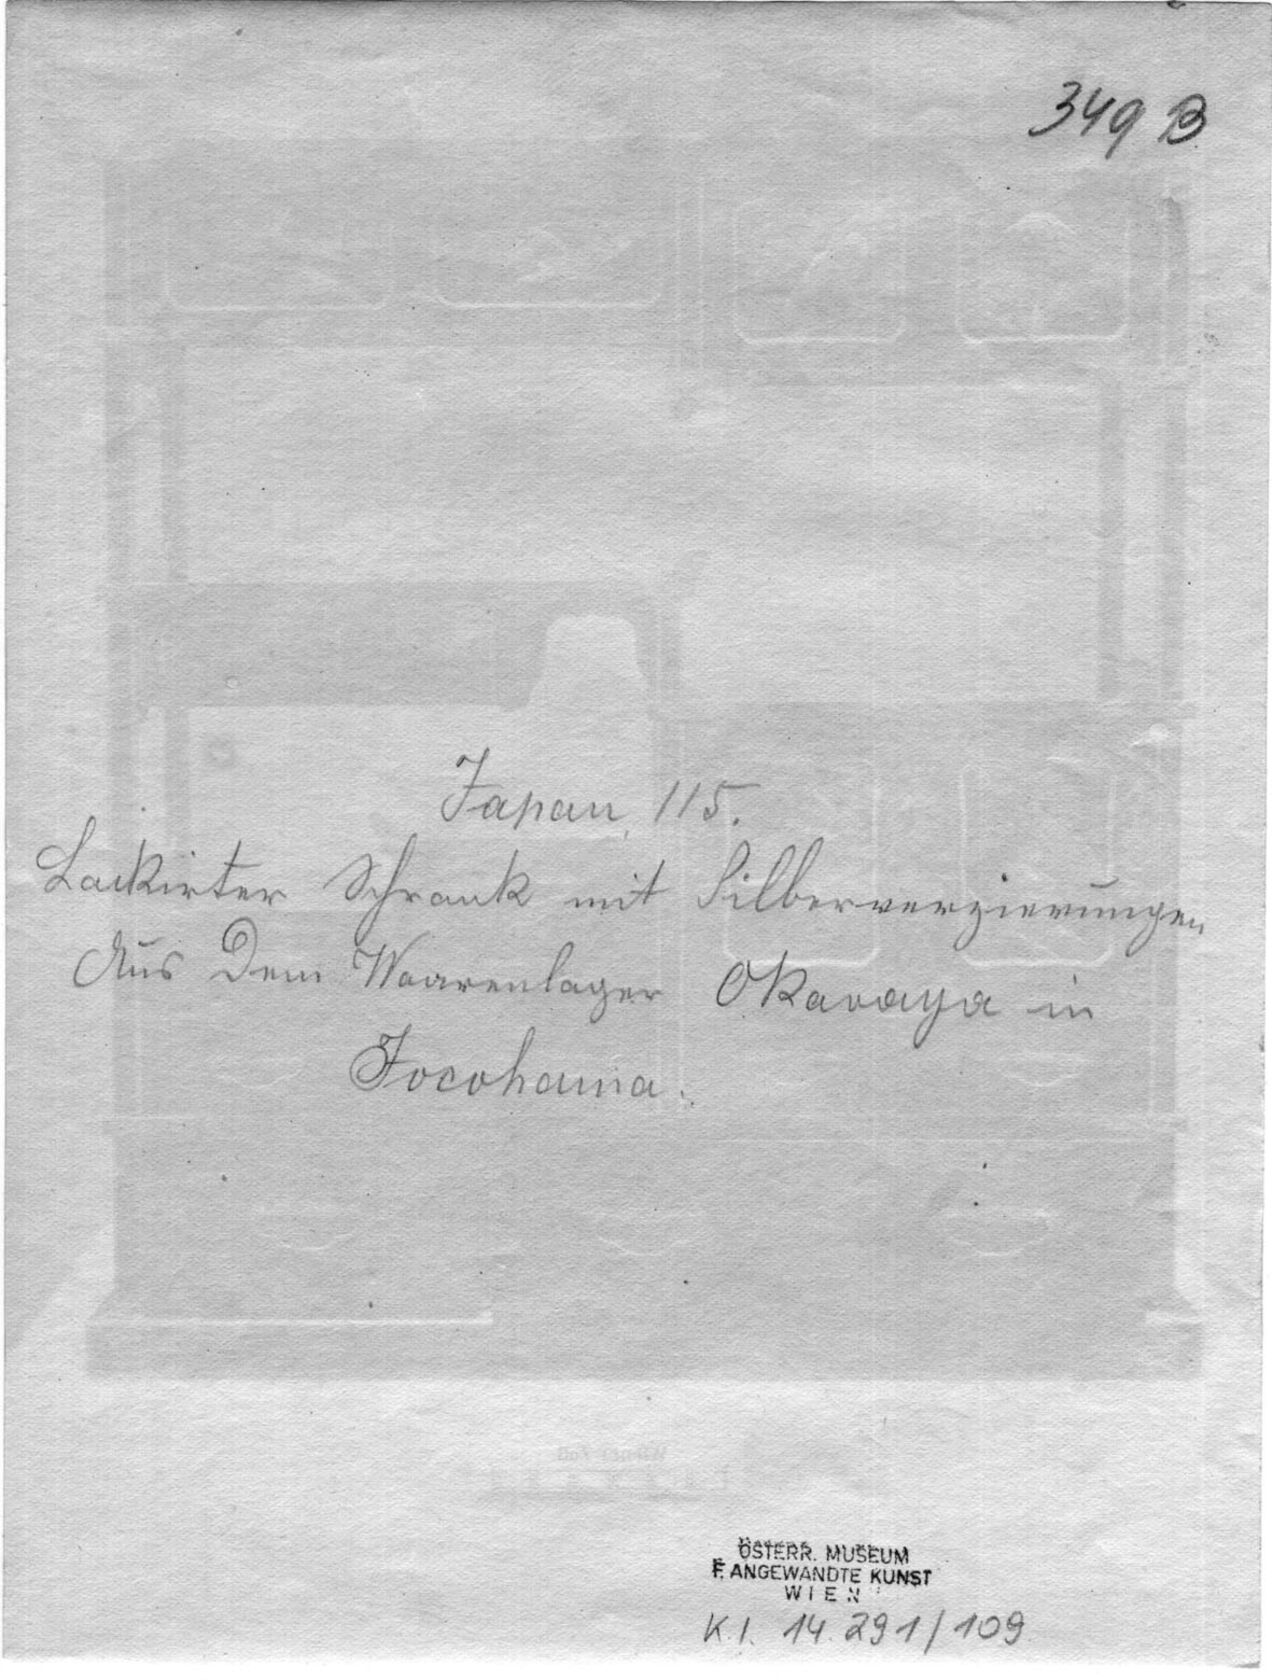 349 B
Japan 115.
Lackirter Schrank mit Silberverzierungen
Aus Dem Waarenlager Okavaya in
Jocohama.
ÖSTERR. MUSEUM
F. ANGEWANDTE KUNST
WIEN
K.I. 14.291/109